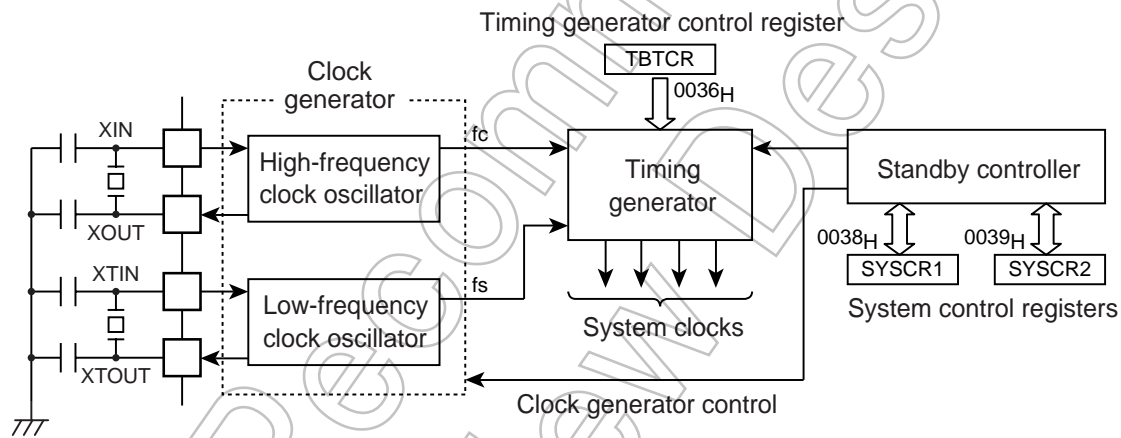 Timing generator control register
TBTCR
0036H
Clock
generator
XIN
High-frequency
clock oscillator
fc
Timing
generator
Standby controller
XOUT
0038H
0039H
SYSCR1
SYSCR2
System control registers
XTIN
Low-frequency
clock oscillator
fs
System clocks
XTOUT
Clock generator control